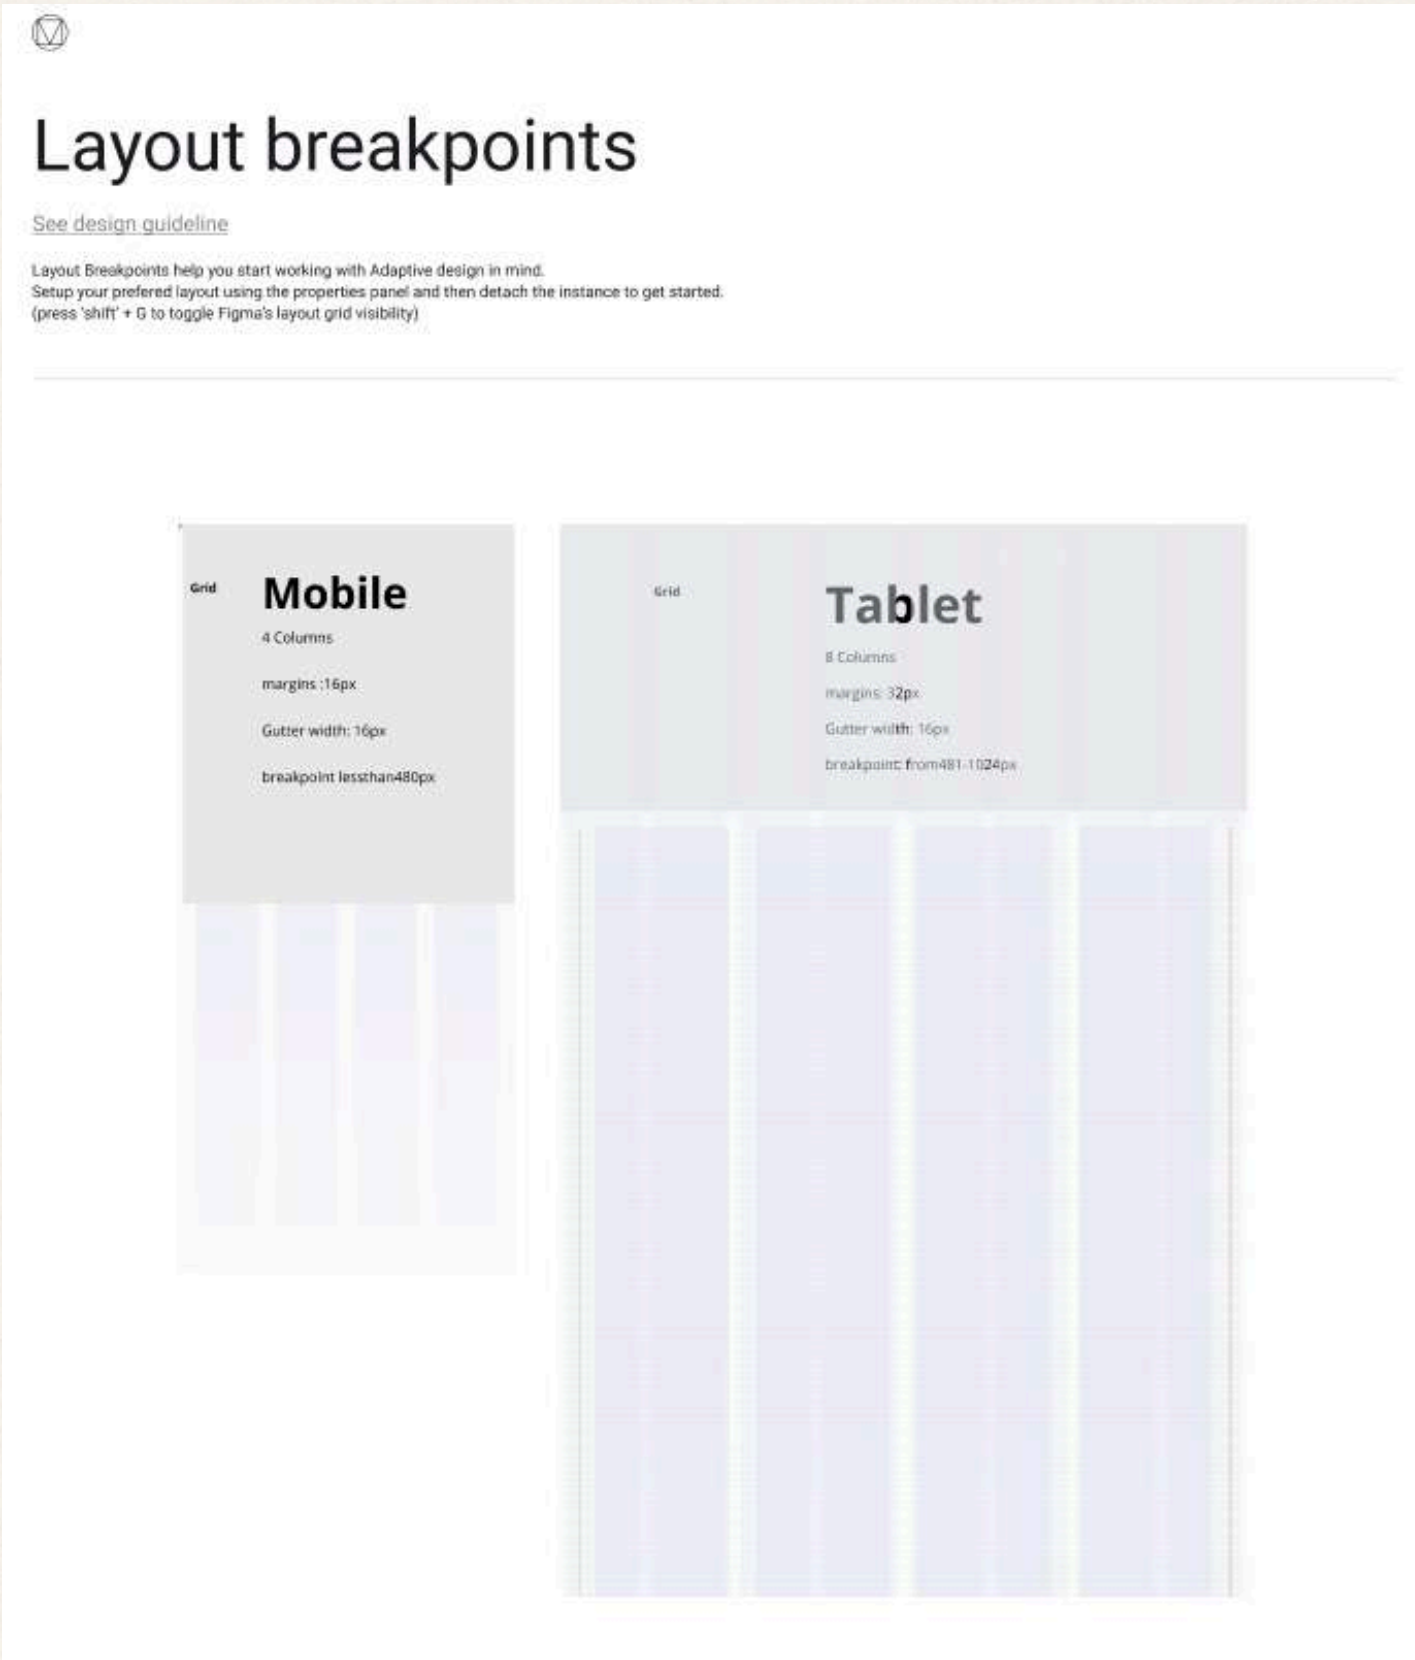 Layout breakpoints
See design guideline
Layout Breakpoints help you start working with Adaptive design in mind.
Setup your prefered layout using the properties panel and then detach the instance to get started.
(press 'shift' + G to toggle Figma's layout grid visibility)
Grid
Mobile
4 Columns
margins :16px
Gutter width: 16px
breakpoint lessthan480px
Grid
Tablet
8 Columns
margins: 32px
Gutter width: 16px
breakpoint: from481-1024px